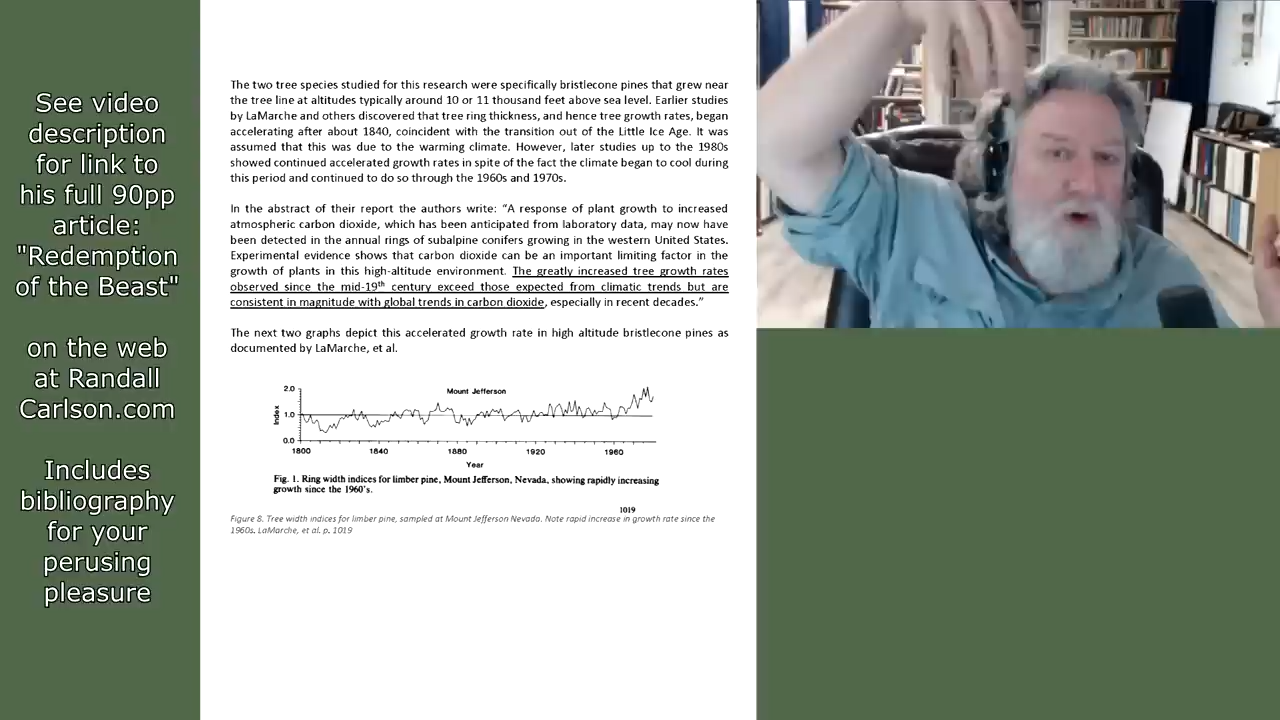 See video
description
for link to
his full 90pp
article:
"Redemption
of the Beast"
on the web
at Randall
Carlson.com
Includes
bibliography
for your
perusing
pleasure
The two tree species studied for this research were specifically bristlecone pines that grew near
the tree line at altitudes typically around 10 or 11 thousand feet above sea level. Earlier studies
by LaMarche and others discovered that tree ring thickness, and hence tree growth rates, began
accelerating after about 1840, coincident with the transition out of the Little Ice Age. It was
assumed that this was due to the warming climate. However, later studies up to the 1980s
showed continued accelerated growth rates in spite of the fact the climate began to cool during
this period and continued to do so through the 1960s and 1970s.
In the abstract of their report the authors write: “A response of plant growth to increased
atmospheric carbon dioxide, which has been anticipated from laboratory data, may now have
been detected in the annual rings of subalpine conifers growing in the western United States.
Experimental evidence shows that carbon dioxide can be an important limiting factor in the
growth of plants in this high-altitude environment. The greatly increased tree growth rates
observed since the mid-19th century exceed those expected from climatic trends but are
consistent in magnitude with global trends in carbon dioxide, especially in recent decades.”
The next two graphs depict this accelerated growth rate in high altitude bristlecone pines as
documented by LaMarche, et al.
Mount Jefferson
2.0
1.0
0.0
Index
1800 1840 1880 1920 1960
Year
Fig. 1. Ring width indices for limber pine, Mount Jefferson, Nevada, showing rapidly increasing
growth since the 1960's.
1019
Figure 8. Tree width indices for limber pine, sampled at Mount Jefferson Nevada. Note rapid increase in growth rate since the
1960s. LaMarche, et al. p. 1019